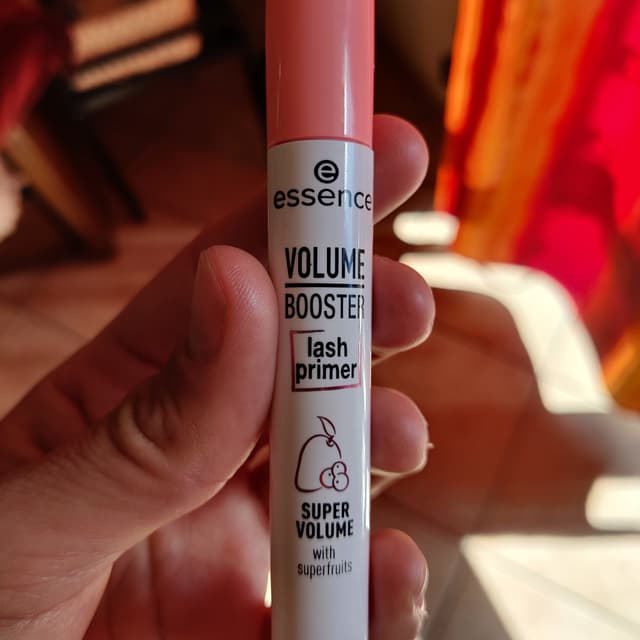 e
essence
VOLUME
BOOSTER
lash
primer
SUPER
VOLUME
with
superfruits